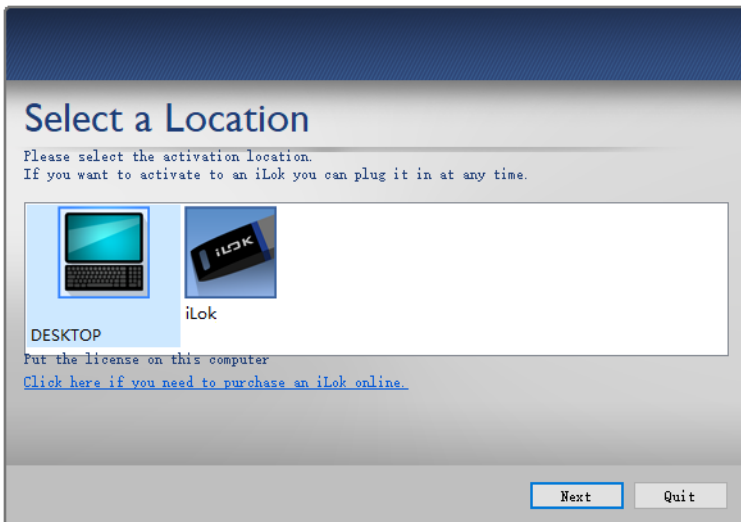 Select a Location
Please select the activation location.
If you want to activate to an iLok you can plug it in at any time.
iLOK
iLok
DESKTOP
Put the license on this computer
Click here if you need to purchase an iLok online.
Next
Quit